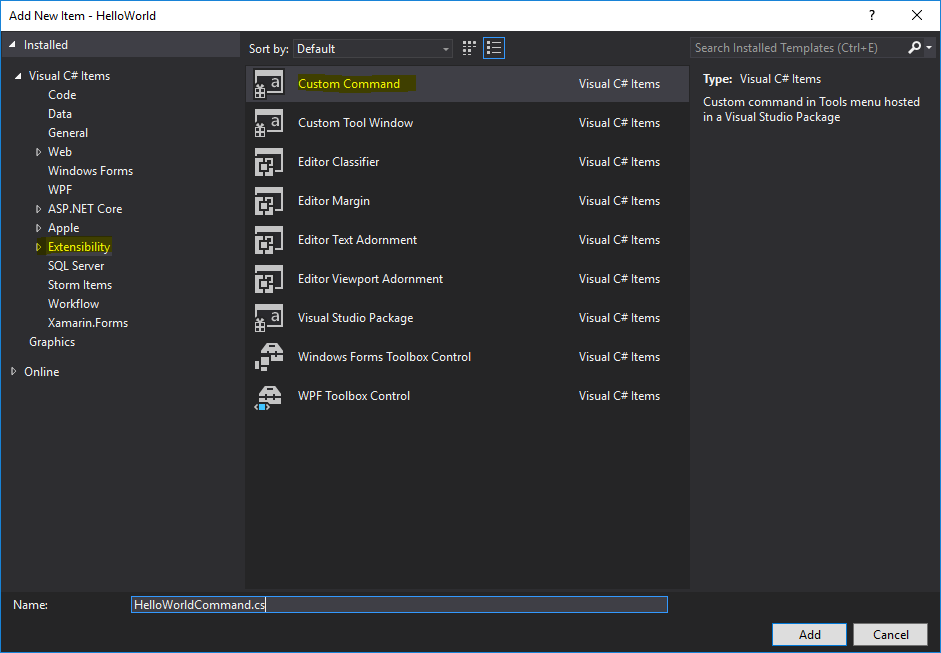 Add New Item - HelloWorld
?
Installed
Sort by: Default
Search Installed Templates (Ctrl+E)
Visual C# Items
Code
Data
General
Web
Windows Forms
WPF
ASP.NET Core
Apple
Extensibility
SQL Server
Storm Items
Workflow
Xamarin.Forms
Graphics
Online
Custom Command Visual C# Items
Custom Tool Window Visual C# Items
Editor Classifier Visual C# Items
Editor Margin Visual C# Items
Editor Text Adornment Visual C# Items
Editor Viewport Adornment Visual C# Items
Visual Studio Package Visual C# Items
Windows Forms Toolbox Control Visual C# Items
WPF Toolbox Control Visual C# Items
Type: Visual C# Items
Custom command in Tools menu hosted
in a Visual Studio Package
Name: HelloWorldCommand.cs
Add Cancel